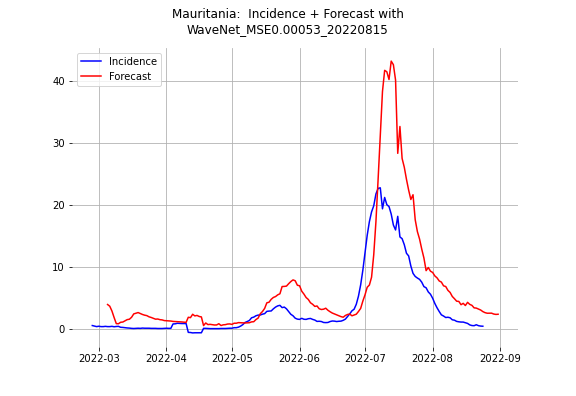 Mauritania:  Incidence + Forecast with
WaveNet_MSE0.00053_20220815
Incidence
Forecast
40
30
20
10
0
2022-03 2022-04 2022-05 2022-06 2022-07 2022-08 2022-09